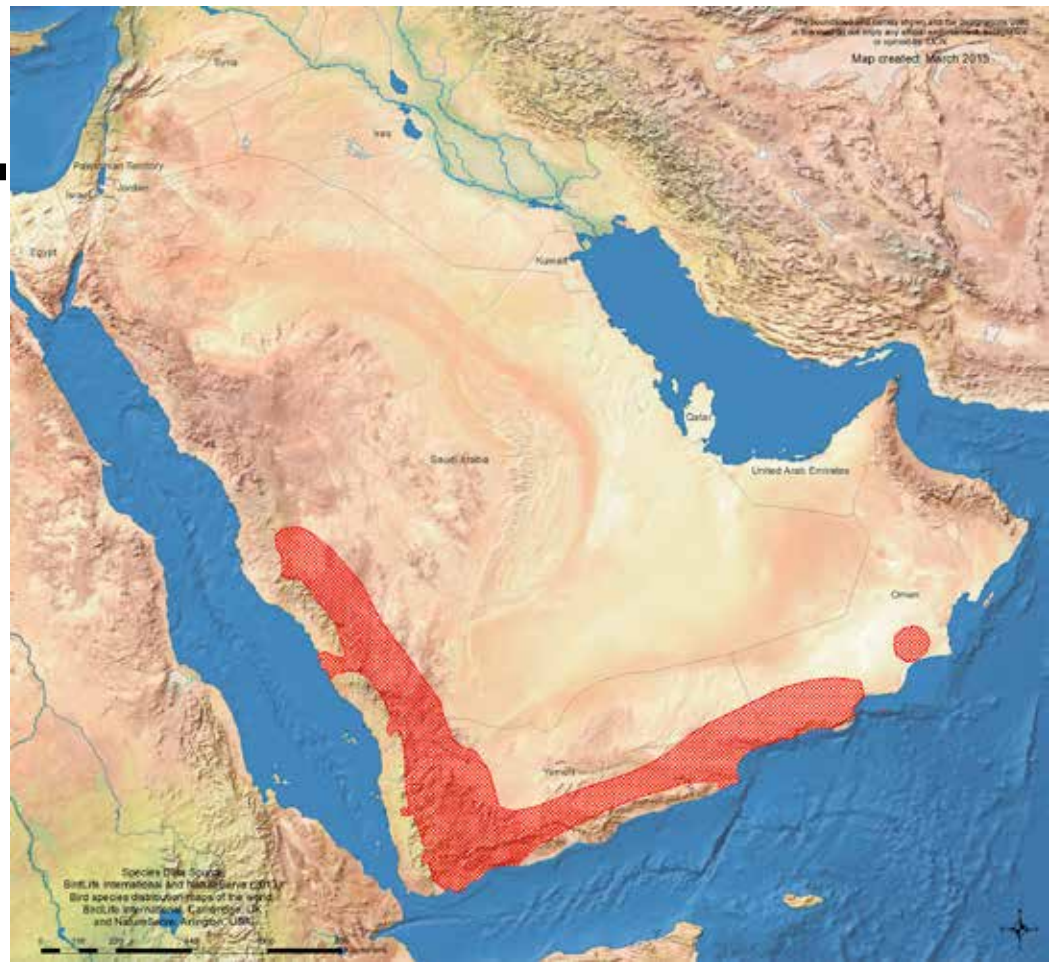 Map created: March 2015
Syria
Iraq
Palestinian Territory
Israel
Jordan
Egypt
Kuwait
Qatar
Saudi Arabia
United Arab Emirates
Oman
Yemen
Species Data Source:
BirdLife International and NatureServe
Bird species distribution maps of the world.
BirdLife International, Cambridge, UK
and NatureServe, Arlington, USA